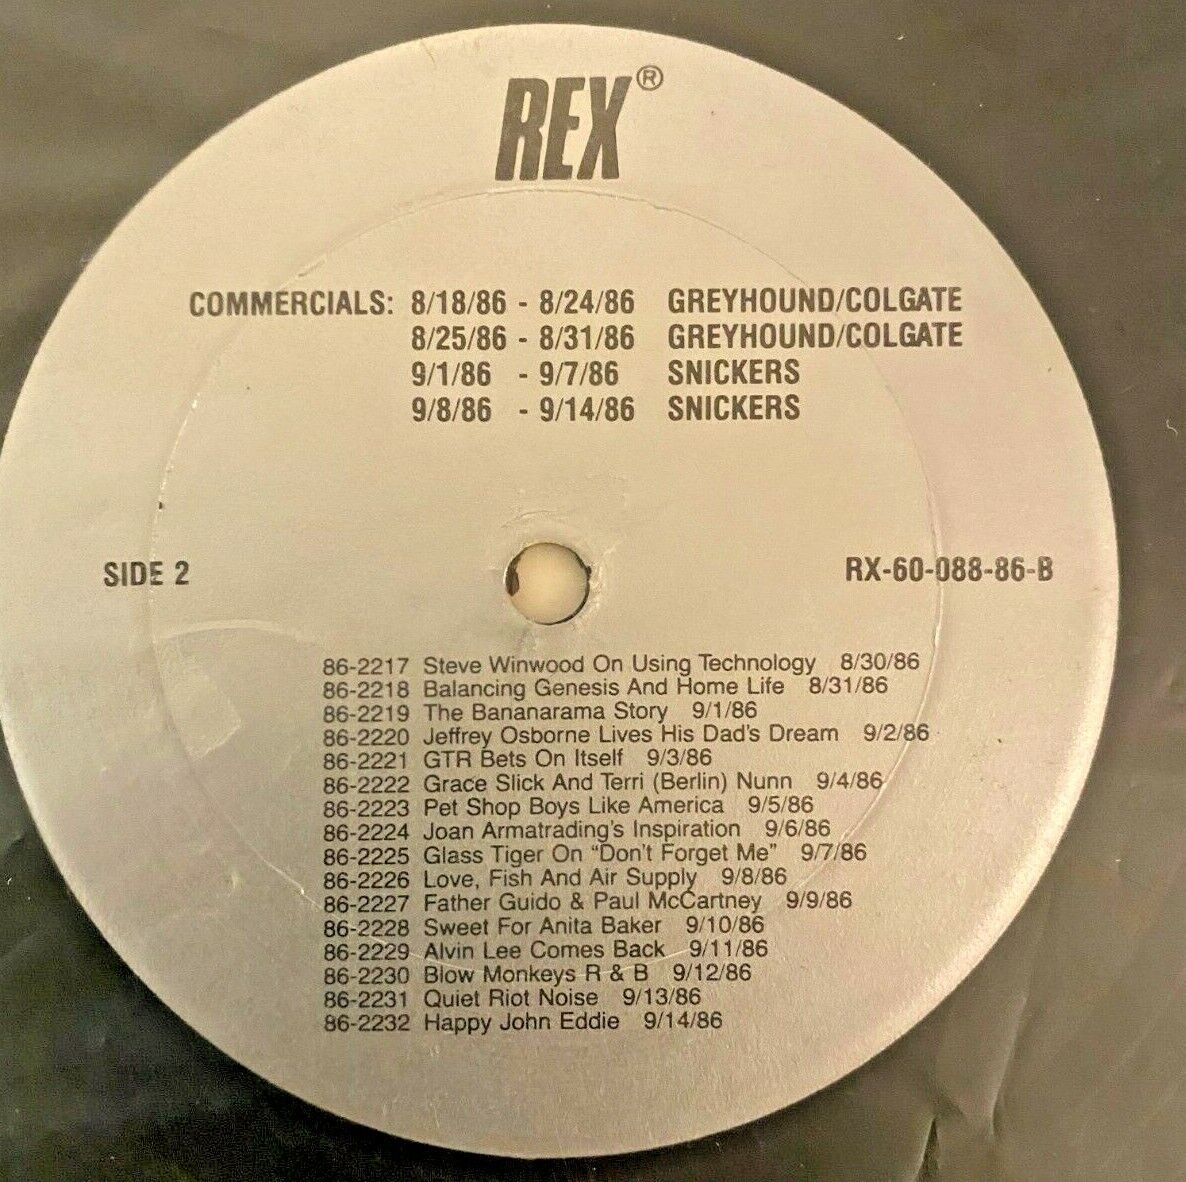 REX®
COMMERCIALS: 8/18/86 - 8/24/86 GREYHOUND/COLGATE
8/25/86 - 8/31/86 GREYHOUND/COLGATE
9/1/86 - 9/7/86 SNICKERS
9/8/86 - 9/14/86 SNICKERS
SIDE 2 RX-60-088-86-B
86-2217 Steve Winwood On Using Technology 8/30/86
86-2218 Balancing Genesis And Home Life 8/31/86
86-2219 The Bananarama Story 9/1/86
86-2220 Jeffrey Osborne Lives His Dad's Dream 9/2/86
86-2221 GTR Bets On Itself 9/3/86
86-2222 Grace Slick And Terri (Berlin) Nunn 9/4/86
86-2223 Pet Shop Boys Like America 9/5/86
86-2224 Joan Armatrading's Inspiration 9/6/86
86-2225 Glass Tiger On "Don't Forget Me" 9/7/86
86-2226 Love, Fish And Air Supply 9/8/86
86-2227 Father Guido & Paul McCartney 9/9/86
86-2228 Sweet For Anita Baker 9/10/86
86-2229 Alvin Lee Comes Back 9/11/86
86-2230 Blow Monkeys R & B 9/12/86
86-2231 Quiet Riot Noise 9/13/86
86-2232 Happy John Eddie 9/14/86